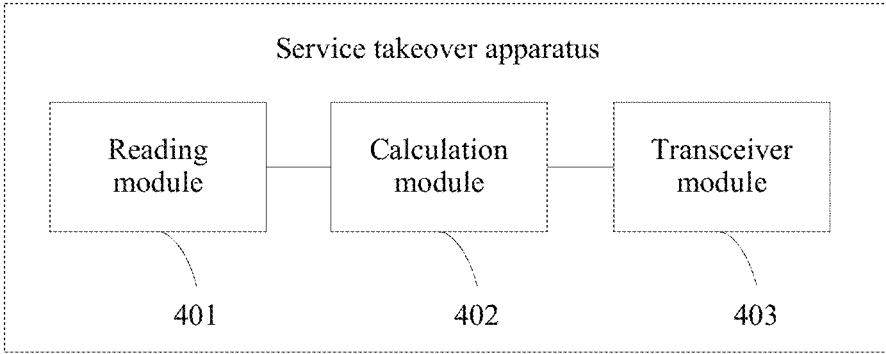 Service takeover apparatus
Reading
module
Calculation
module
Transceiver
module
401
402
403